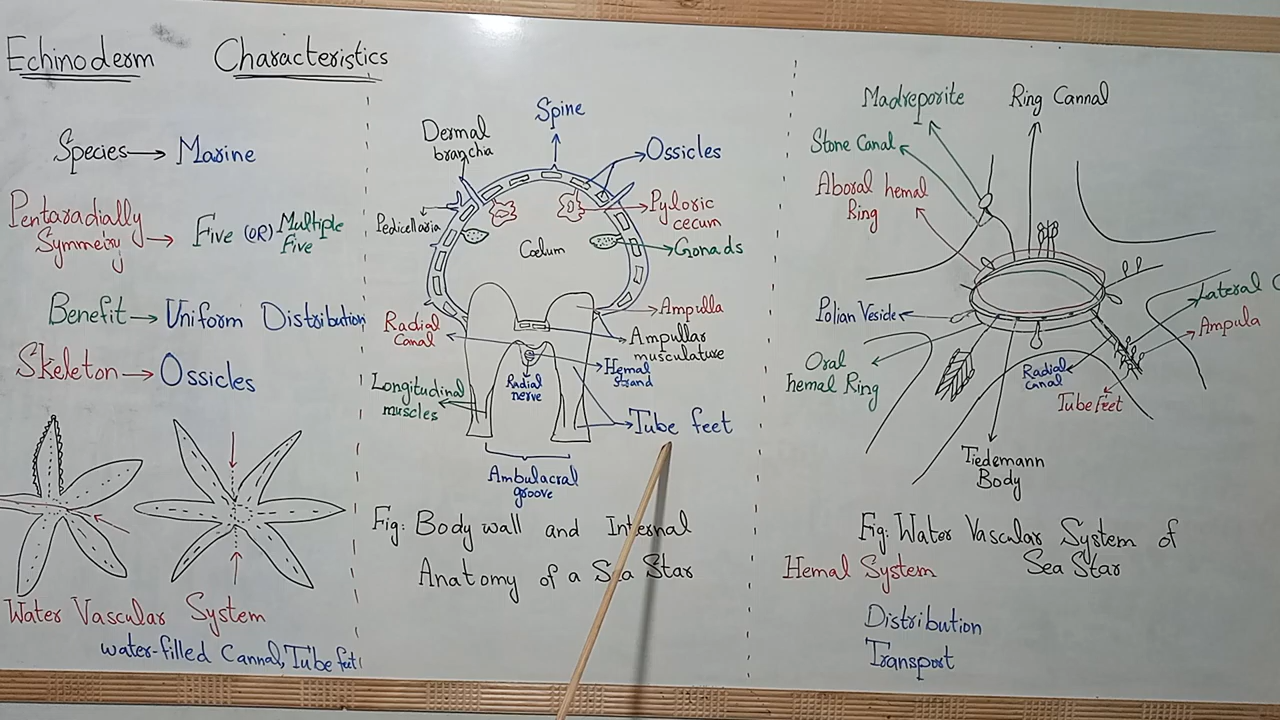 Echinoderm Characteristics
Species → Marine
Pentaradially
Symmetry → Five (OR) Multiple
Five
Benefit → Uniform Distribution
Skeleton → Ossicles
Water Vascular System
water-filled Cannal, Tube feet
Spine
Dermal
branchia
Ossicles
Pedicellaria
Pyloric
cecum
Coelum
Gonads
Ampulla
Radial
Canal
Ampullar
musculature
Hemal
strand
Radial
nerve
Longitudinal
muscles
Tube feet
Ambulacral
groove
Fig: Body wall and Internal
Anatomy of a Sea Star
Madreporite
Ring Cannal
Stone Canal
Aboral hemal
Ring
Lateral C
Polian Vesicle
Ampula
Oral
hemal Ring
Radial
canal
Tube Feet
Tiedemann
Body
Fig: Water Vascular System of
Sea Star
Hemal System
Distribution
Transport